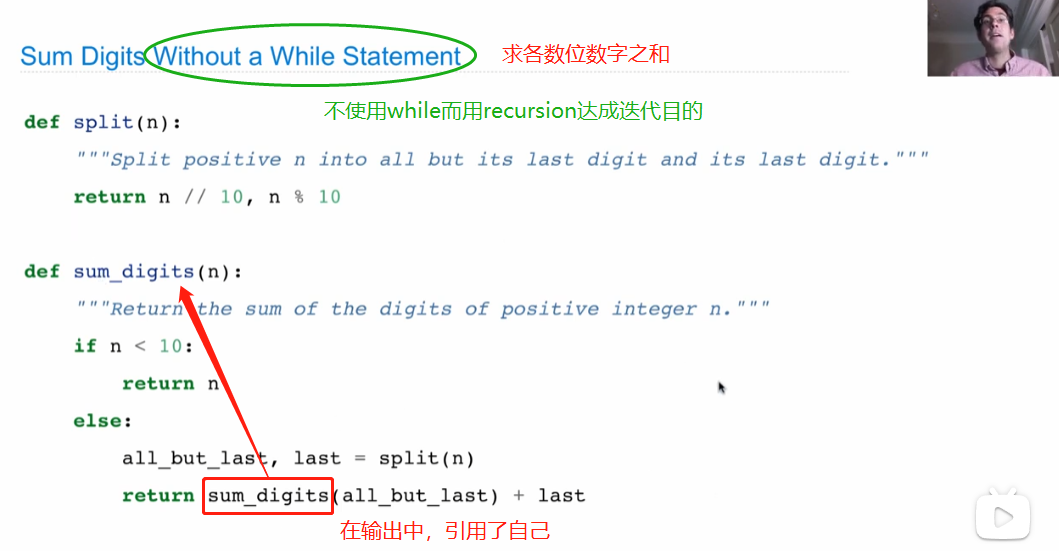 Sum Digits Without a While Statement 求各数位数字之和
不使用while而用recursion达成迭代目的
def split(n):
"""Split positive n into all but its last digit and its last digit."""
return n // 10, n % 10
def sum_digits(n):
"""Return the sum of the digits of positive integer n."""
if n < 10:
return n
else:
all_but_last, last = split(n)
return sum_digits(all_but_last) + last
在输出中，引用了自己